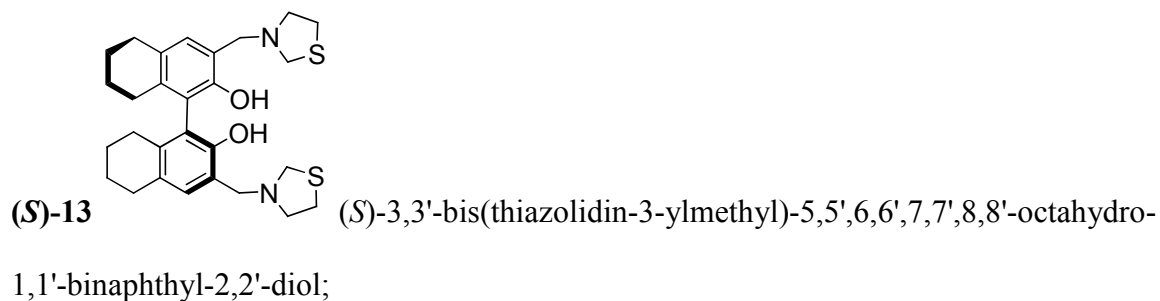 N
S
OH
OH
S
N
(S)-13 (S)-3,3'-bis(thiazolidin-3-ylmethyl)-5,5',6,6',7,7',8,8'-octahydro-
1,1'-binaphthyl-2,2'-diol;